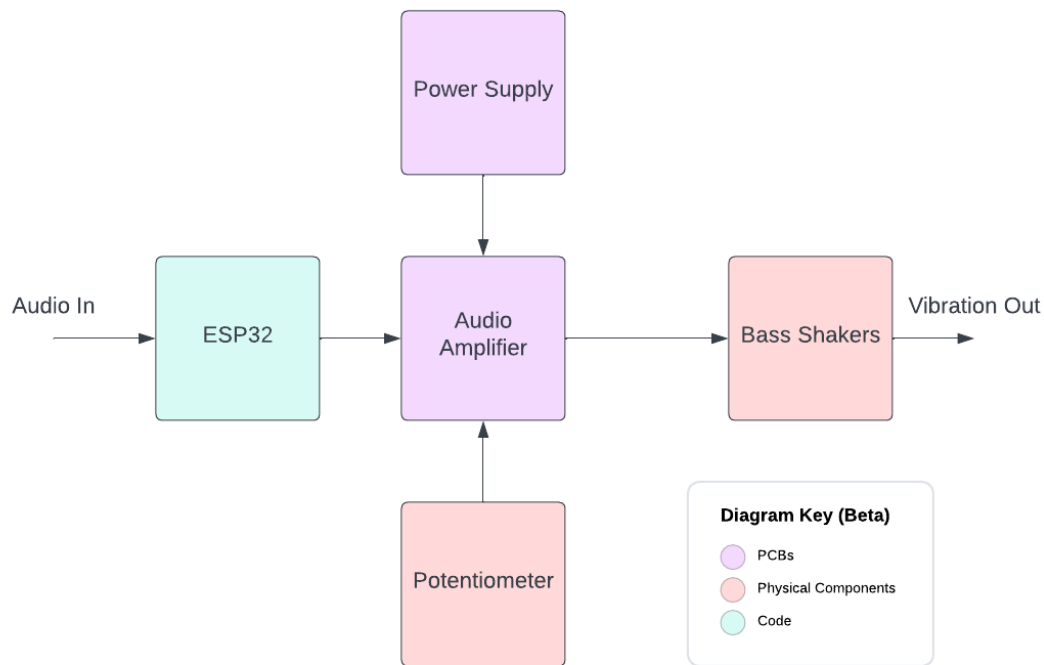 Power Supply
Audio In
ESP32
Audio
Amplifier
Bass Shakers
Vibration Out
Potentiometer
Diagram Key (Beta)
PCBs
Physical Components
Code